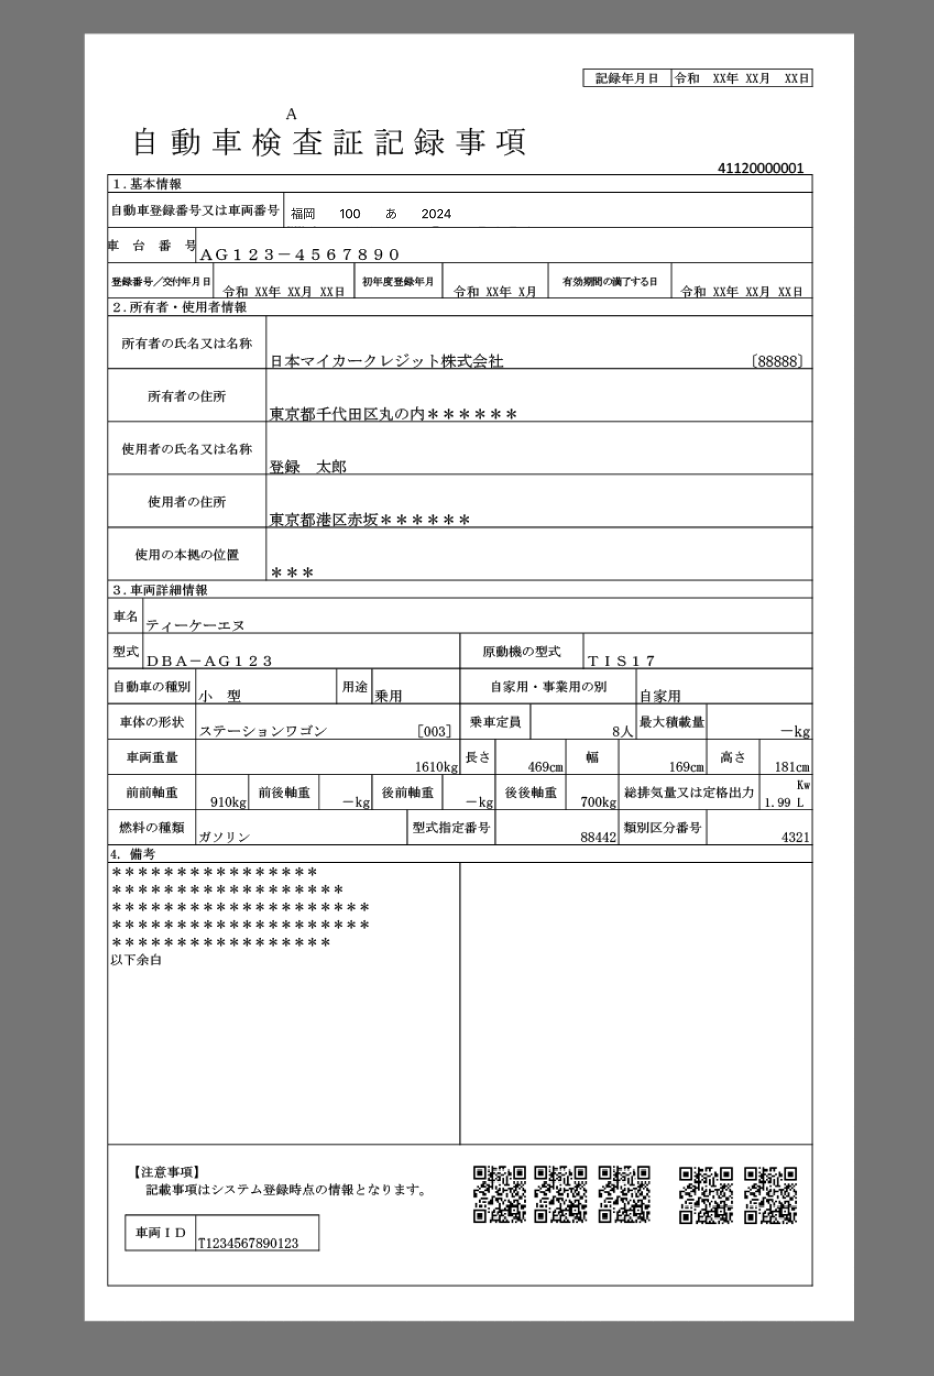 記録年月日 令和 XX年 XX月 XX日
A
自動車検査証記録事項
41120000001
1.基本情報
自動車登録番号又は車両番号 福岡 100 あ 2024
車 台 番 号 AG123-4567890
登録番号/交付年月日 令和 XX年 XX月 XX日 初年度登録年月 令和 XX年 X月 有効期間の満了する日 令和 XX年 XX月 XX日
2.所有者・使用者情報
所有者の氏名又は名称 日本マイカークレジット株式会社 〔88888〕
所有者の住所 東京都千代田区丸の内******
使用者の氏名又は名称 登録 太郎
使用者の住所 東京都港区赤坂******
使用の本拠の位置 ***
3.車両詳細情報
車名 ティーケーエヌ
型式 DBA-AG123 原動機の型式 TIS17
自動車の種別 小 型 用途 乗用 自家用・事業用の別 自家用
車体の形状 ステーションワゴン [003] 乗車定員 8人 最大積載量 -kg
車両重量 1610kg 長さ 469cm 幅 169cm 高さ 181cm
前前軸重 910kg 前後軸重 -kg 後前軸重 -kg 後後軸重 700kg 総排気量又は定格出力 Kw 1.99 L
燃料の種類 ガソリン 型式指定番号 88442 類別区分番号 4321
4. 備考
****************
******************
********************
********************
*****************
以下余白
【注意事項】
記載事項はシステム登録時点の情報となります。
車両ID T1234567890123